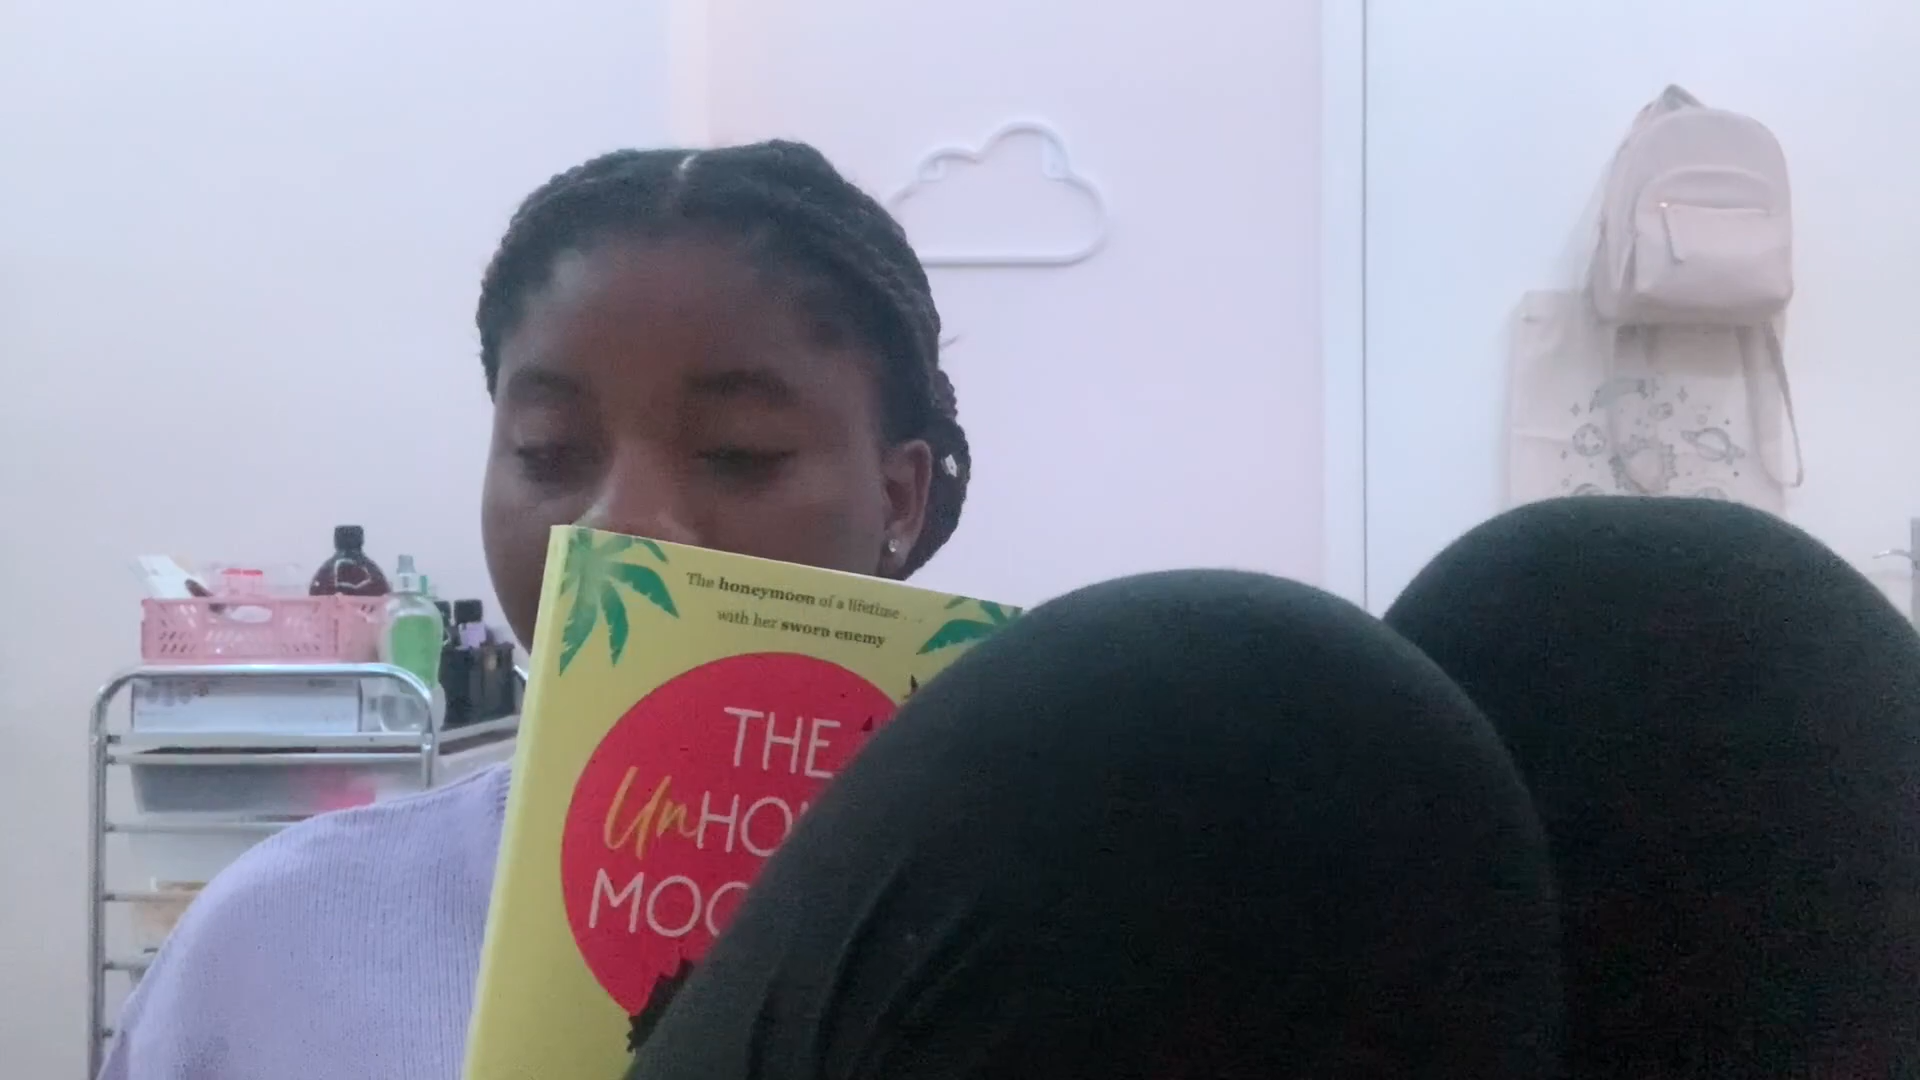 The honeymoon of a lifetime . . .
with her sworn enemy
THE
UnHO
MOO